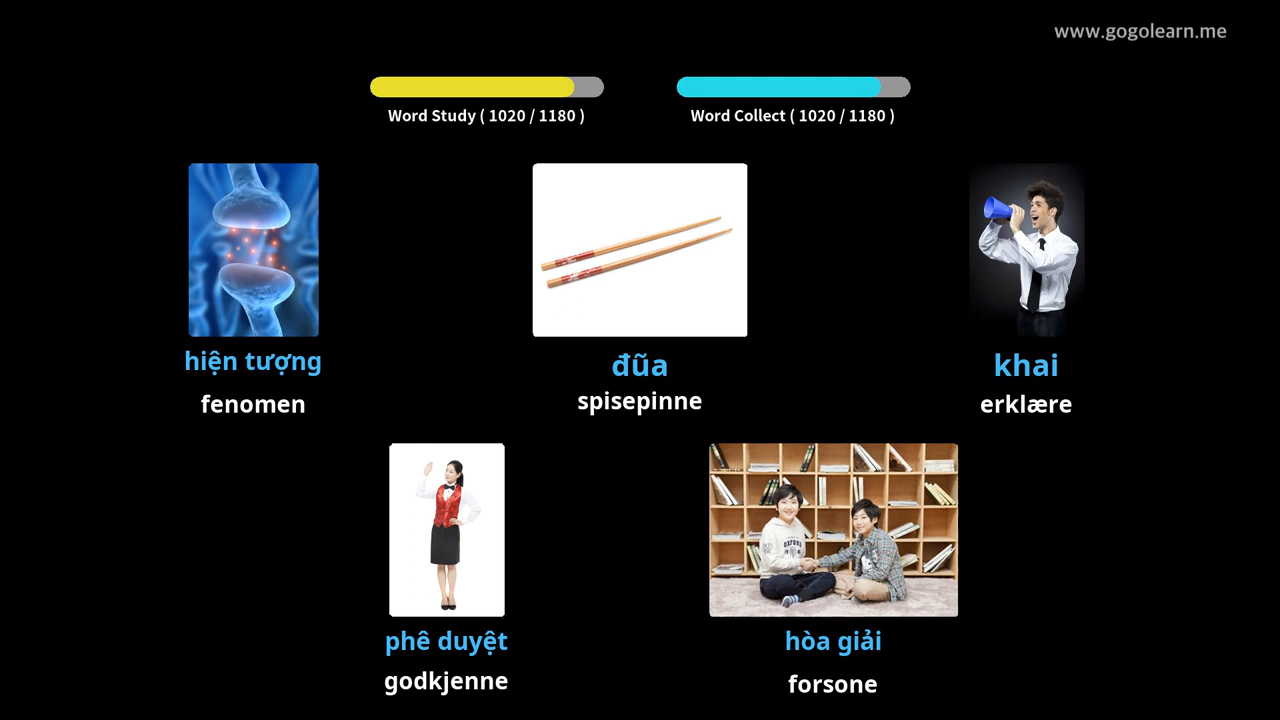 www.gogolearn.me
Word Study ( 1020 / 1180 )
Word Collect ( 1020 / 1180 )
hiện tượng
fenomen
đũa
spisepinne
khai
erklære
phê duyệt
godkjenne
hòa giải
forsone